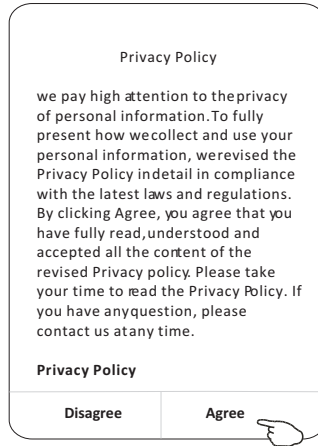 Privacy Policy
we pay high attention to theprivacy
of personal information.To fully
present how wecollect and use your
personal information, werevised the
Privacy Policy indetail in compliance
with the latest laws and regulations.
By clicking Agree, you agree that you
have fully read,understood and
accepted all the content of the
revised Privacy policy. Please take
your time to read the Privacy Policy. If
you have anyquestion, please
contact us atany time.
Privacy Policy
Disagree Agree